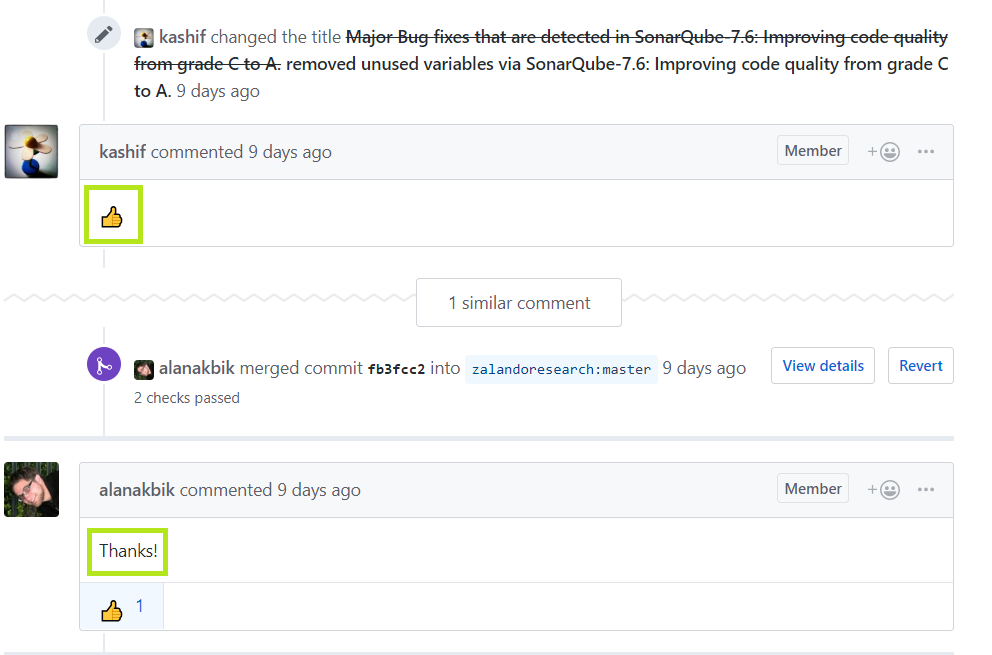 kashif changed the title Major Bug fixes that are detected in SonarQube-7.6: Improving code quality
from grade C to A. removed unused variables via SonarQube-7.6: Improving code quality from grade C
to A. 9 days ago
kashif commented 9 days ago Member
👍
1 similar comment
alanakbik merged commit fb3fcc2 into zalandoresearch:master 9 days ago View details Revert
2 checks passed
alanakbik commented 9 days ago Member
Thanks!
👍 1